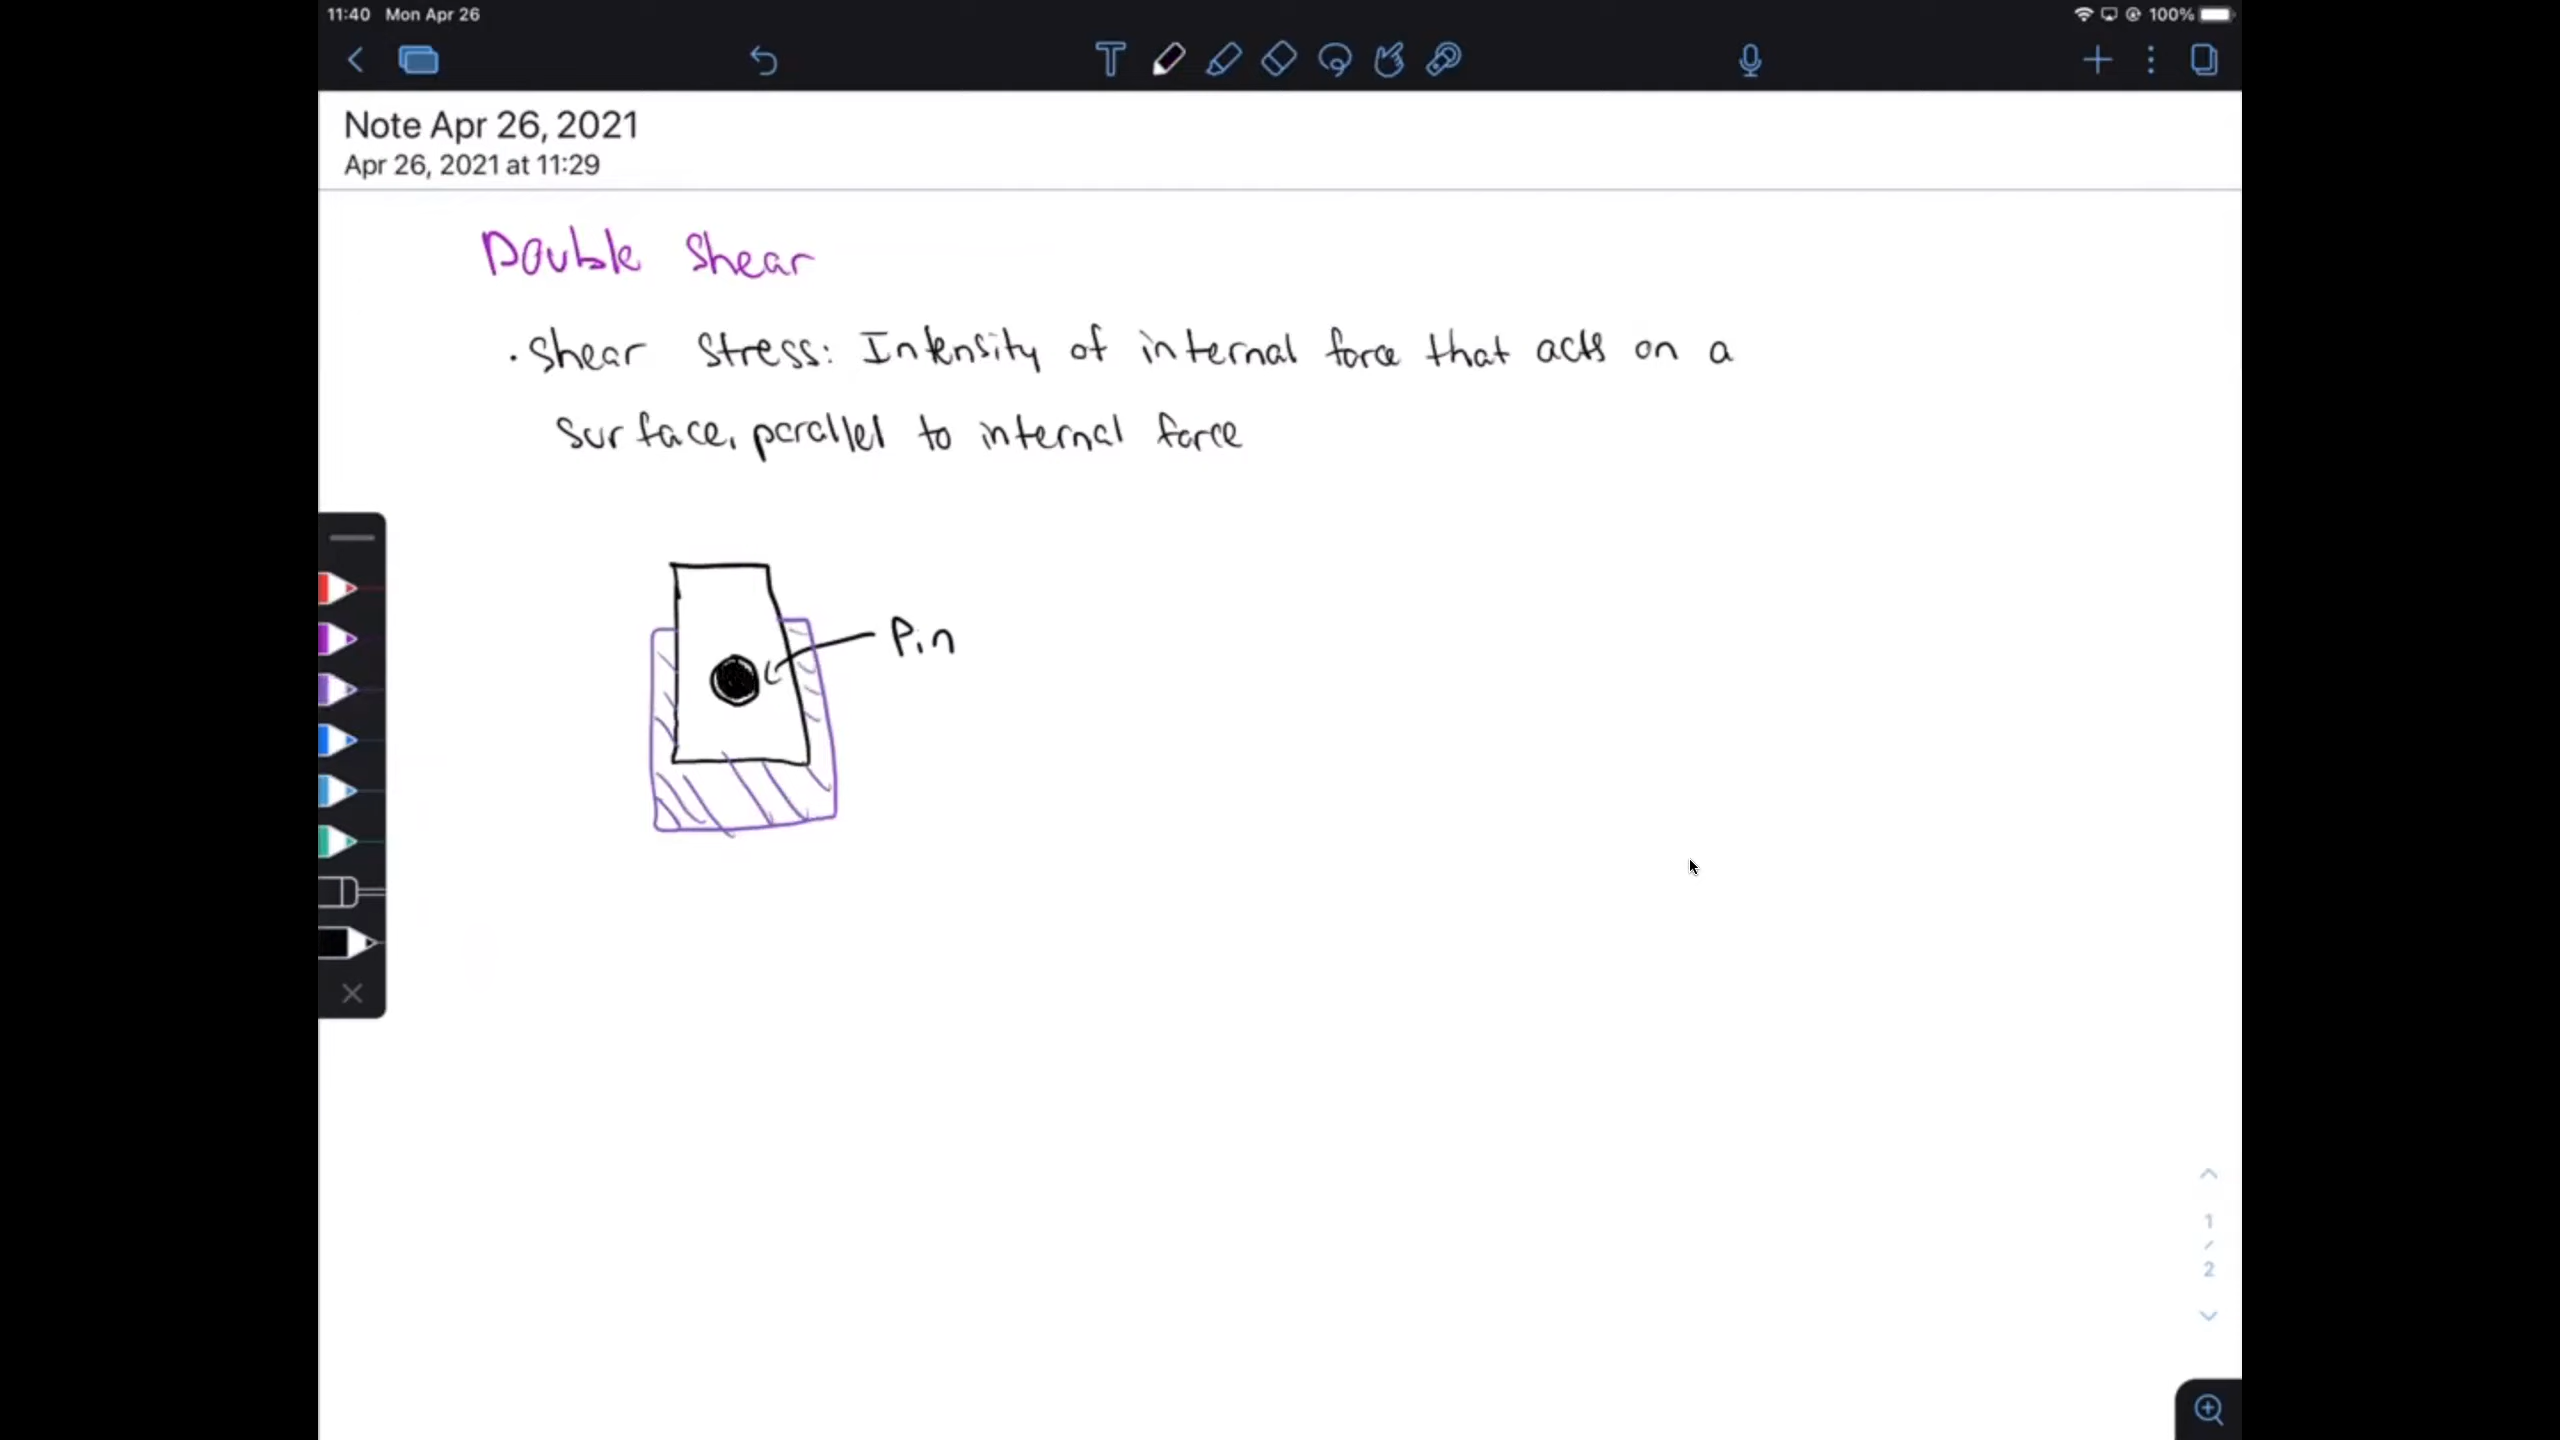 11:40 Mon Apr 26
100%
Note Apr 26, 2021
Apr 26, 2021 at 11:29
Double Shear
• Shear Stress: Intensity of internal force that acts on a
surface, parallel to internal force
Pin
1
/
2